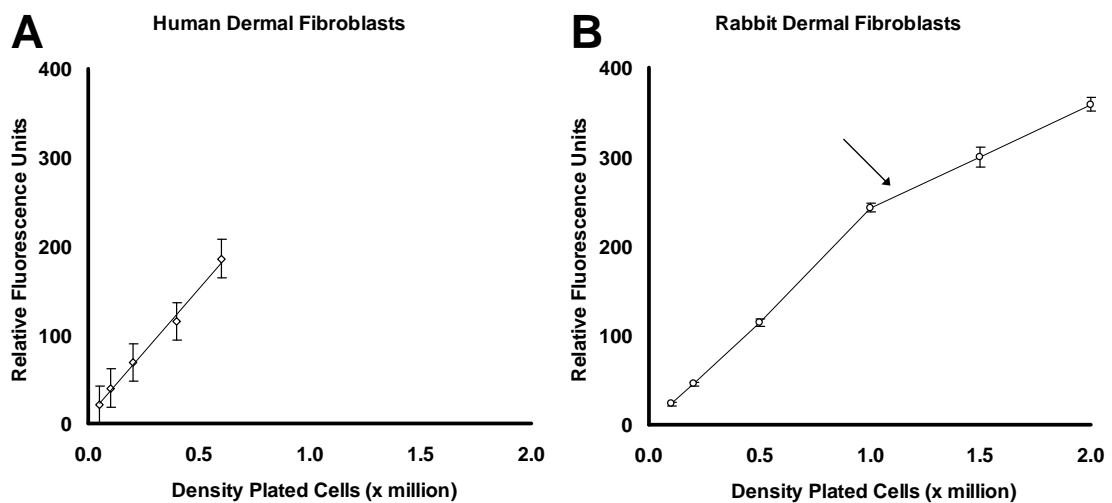 A
Human Dermal Fibroblasts
Relative Fluorescence Units
400
300
200
100
0
0.0 0.5 1.0 1.5 2.0
Density Plated Cells (x million)
B
Rabbit Dermal Fibroblasts
Relative Fluorescence Units
400
300
200
100
0
0.0 0.5 1.0 1.5 2.0
Density Plated Cells (x million)